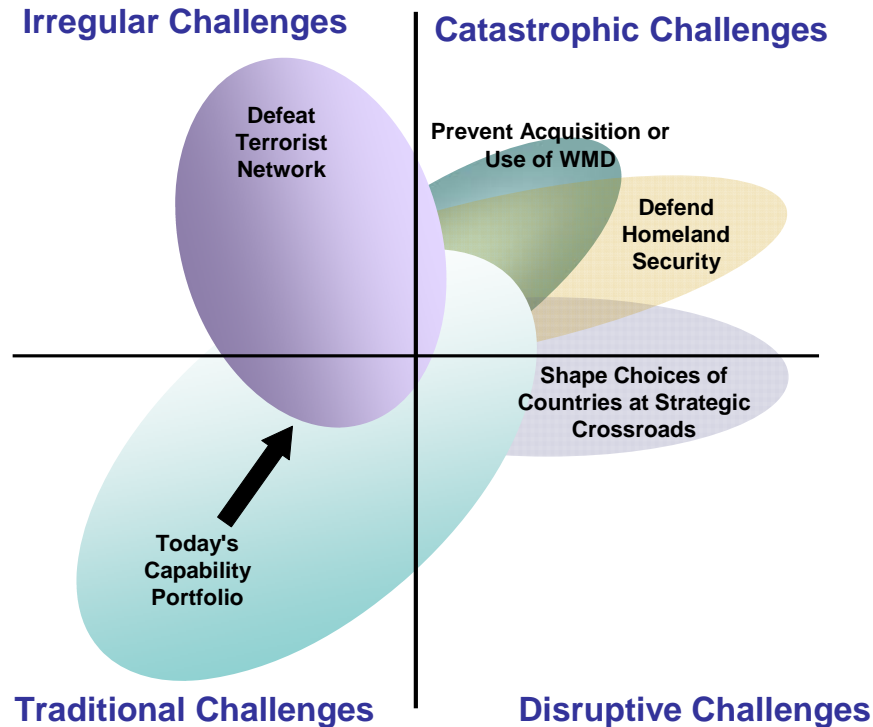 Irregular Challenges
Catastrophic Challenges
Defeat
Terrorist
Network
Prevent Acquisition or
Use of WMD
Defend
Homeland
Security
Shape Choices of
Countries at Strategic
Crossroads
Today's
Capability
Portfolio
Traditional Challenges
Disruptive Challenges